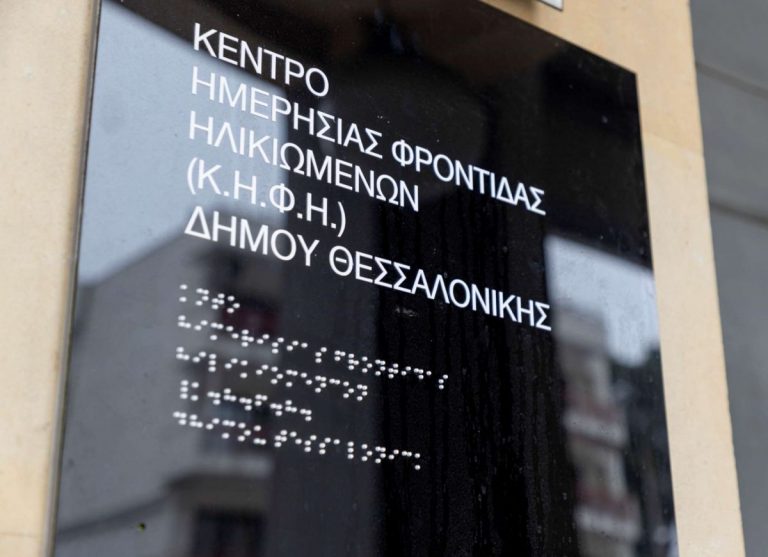 ΚΕΝΤΡΟ
ΗΜΕΡΗΣΙΑΣ ΦΡΟΝΤΙΔΑΣ
ΗΛΙΚΙΩΜΕΝΩΝ
(Κ.Η.Φ.Η.)
ΔΗΜΟΥ ΘΕΣΣΑΛΟΝΙΚΗΣ